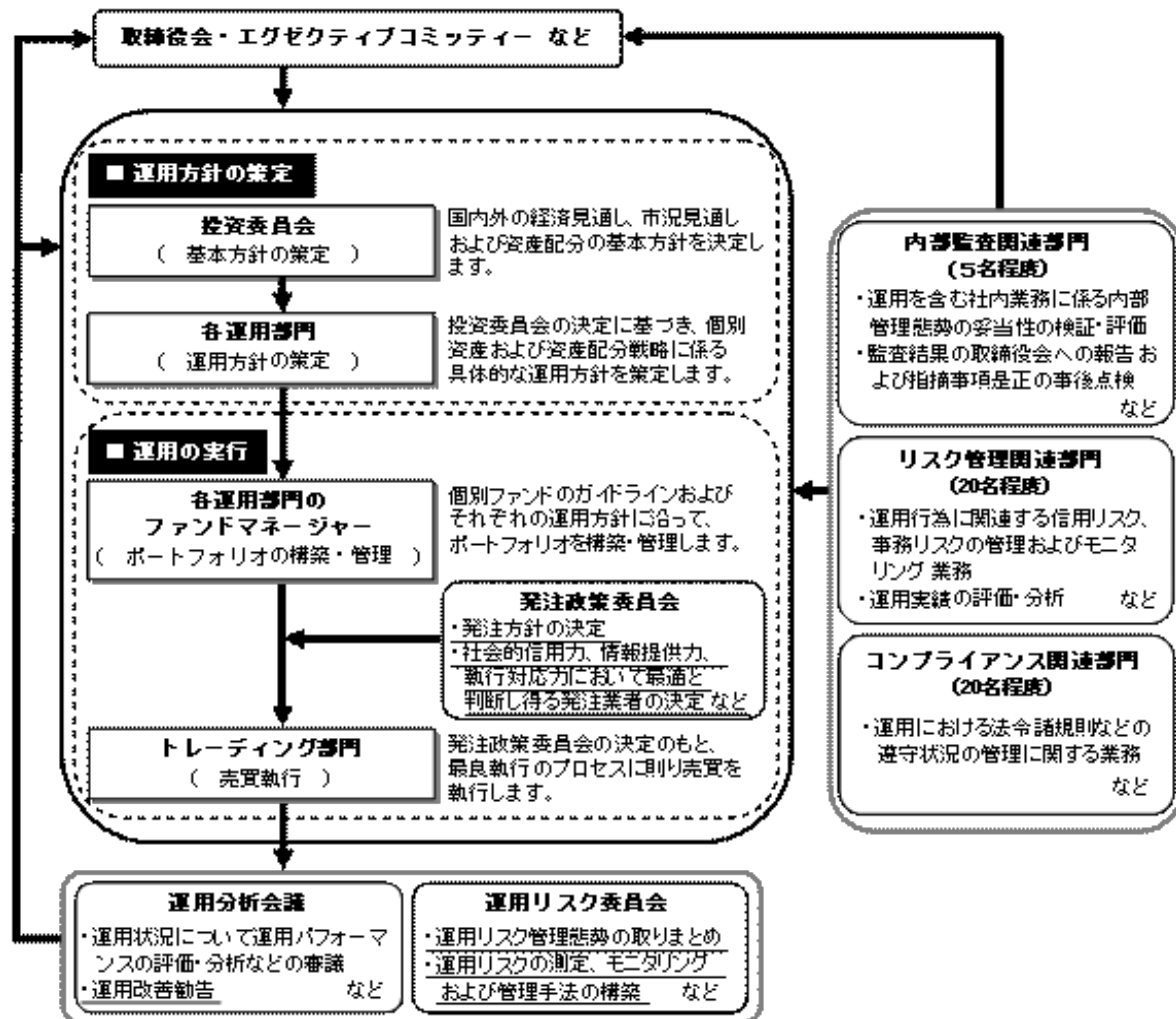 取締役会・エグゼクティブコミッティー など
■ 運用方針の策定
投資委員会
( 基本方針の策定 )
国内外の経済見通し、市況見通し
および資産配分の基本方針を決定し
ます。
各運用部門
( 運用方針の策定 )
投資委員会の決定に基づき、個別
資産および資産配分戦略に係る
具体的な運用方針を策定します。
■ 運用の実行
各運用部門の
ファンドマネージャー
( ポートフォリオの構築・管理 )
個別ファンドのガイドラインおよび
それぞれの運用方針に沿って、
ポートフォリオを構築・管理します。
発注政策委員会
・発注方針の決定
・社会的信用力、情報提供力、
執行対応力において最適と
判断し得る発注業者の決定 など
トレーディング部門
( 売買執行 )
発注政策委員会の決定のもと、
最良執行のプロセスに則り売買を
執行します。
運用分析会議
・運用状況について運用パフォーマ
ンスの評価・分析などの審議
・運用改善勧告 など
運用リスク委員会
・運用リスク管理態勢の取りまとめ
・運用リスクの測定、モニタリング
および管理手法の構築 など
内部監査関連部門
(5名程度)
・運用を含む社内業務に係る内部
管理態勢の妥当性の検証・評価
・監査結果の取締役会への報告 お
よび指摘事項是正の事後点検
など
リスク管理関連部門
(20名程度)
・運用行為に関連する信用リスク、
事務リスクの管理およびモニタ
リング 業務
・運用実績の評価・分析 など
コンプライアンス関連部門
(20名程度)
・運用における法令諸規則などの
遵守状況の管理に関する業務
など